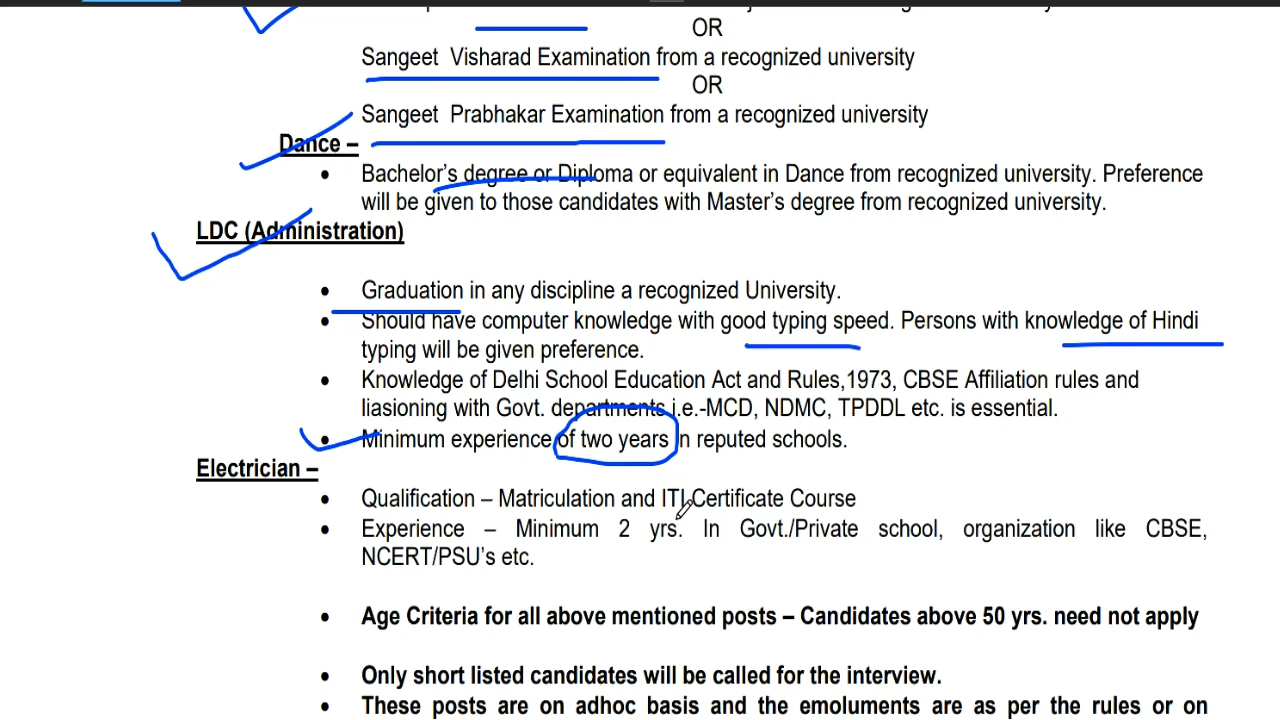 OR
Sangeet Visharad Examination from a recognized university
OR
Sangeet Prabhakar Examination from a recognized university
Dance –
• Bachelor’s degree or Diploma or equivalent in Dance from recognized university. Preference
will be given to those candidates with Master’s degree from recognized university.
LDC (Administration)
• Graduation in any discipline a recognized University.
• Should have computer knowledge with good typing speed. Persons with knowledge of Hindi
typing will be given preference.
• Knowledge of Delhi School Education Act and Rules,1973, CBSE Affiliation rules and
liasioning with Govt. departments i.e.-MCD, NDMC, TPDDL etc. is essential.
• Minimum experience of two years in reputed schools.
Electrician –
• Qualification – Matriculation and ITI Certificate Course
• Experience – Minimum 2 yrs. In Govt./Private school, organization like CBSE,
NCERT/PSU’s etc.
• Age Criteria for all above mentioned posts – Candidates above 50 yrs. need not apply
• Only short listed candidates will be called for the interview.
• These posts are on adhoc basis and the emoluments are as per the rules or on